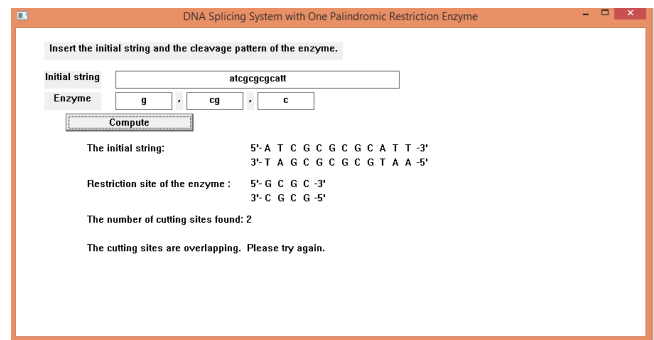 DNA Splicing System with One Palindromic Restriction Enzyme
Insert the initial string and the cleavage pattern of the enzyme.
Initial string atcgcgcgcatt
Enzyme g , cg , c
Compute
The initial string: 5'- A T C G C G C G C A T T -3'
3'- T A G C G C G C G T A A -5'
Restriction site of the enzyme : 5'- G C G C -3'
3'- C G C G -5'
The number of cutting sites found: 2
The cutting sites are overlapping. Please try again.